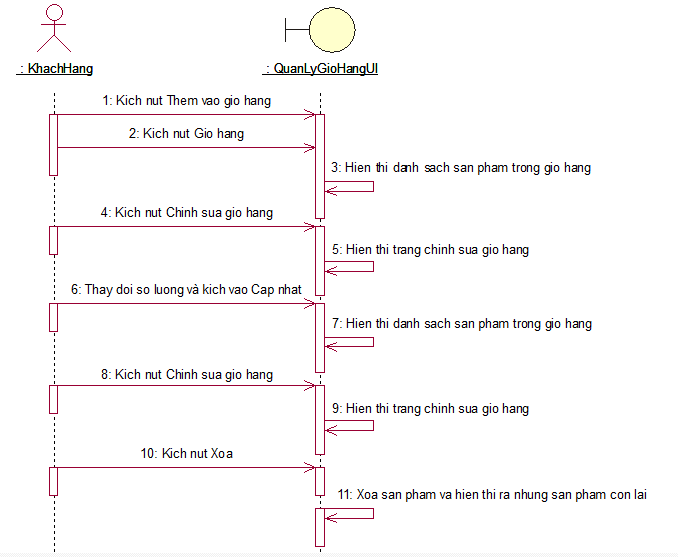 : KhachHang
: QuanLyGioHangUI
1: Kich nut Them vao gio hang
2: Kich nut Gio hang
3: Hien thi danh sach san pham trong gio hang
4: Kich nut Chinh sua gio hang
5: Hien thi trang chinh sua gio hang
6: Thay doi so luong và kich vao Cap nhat
7: Hien thi danh sach san pham trong gio hang
8: Kich nut Chinh sua gio hang
9: Hien thi trang chinh sua gio hang
10: Kich nut Xoa
11: Xoa san pham va hien thi ra nhung san pham con lai